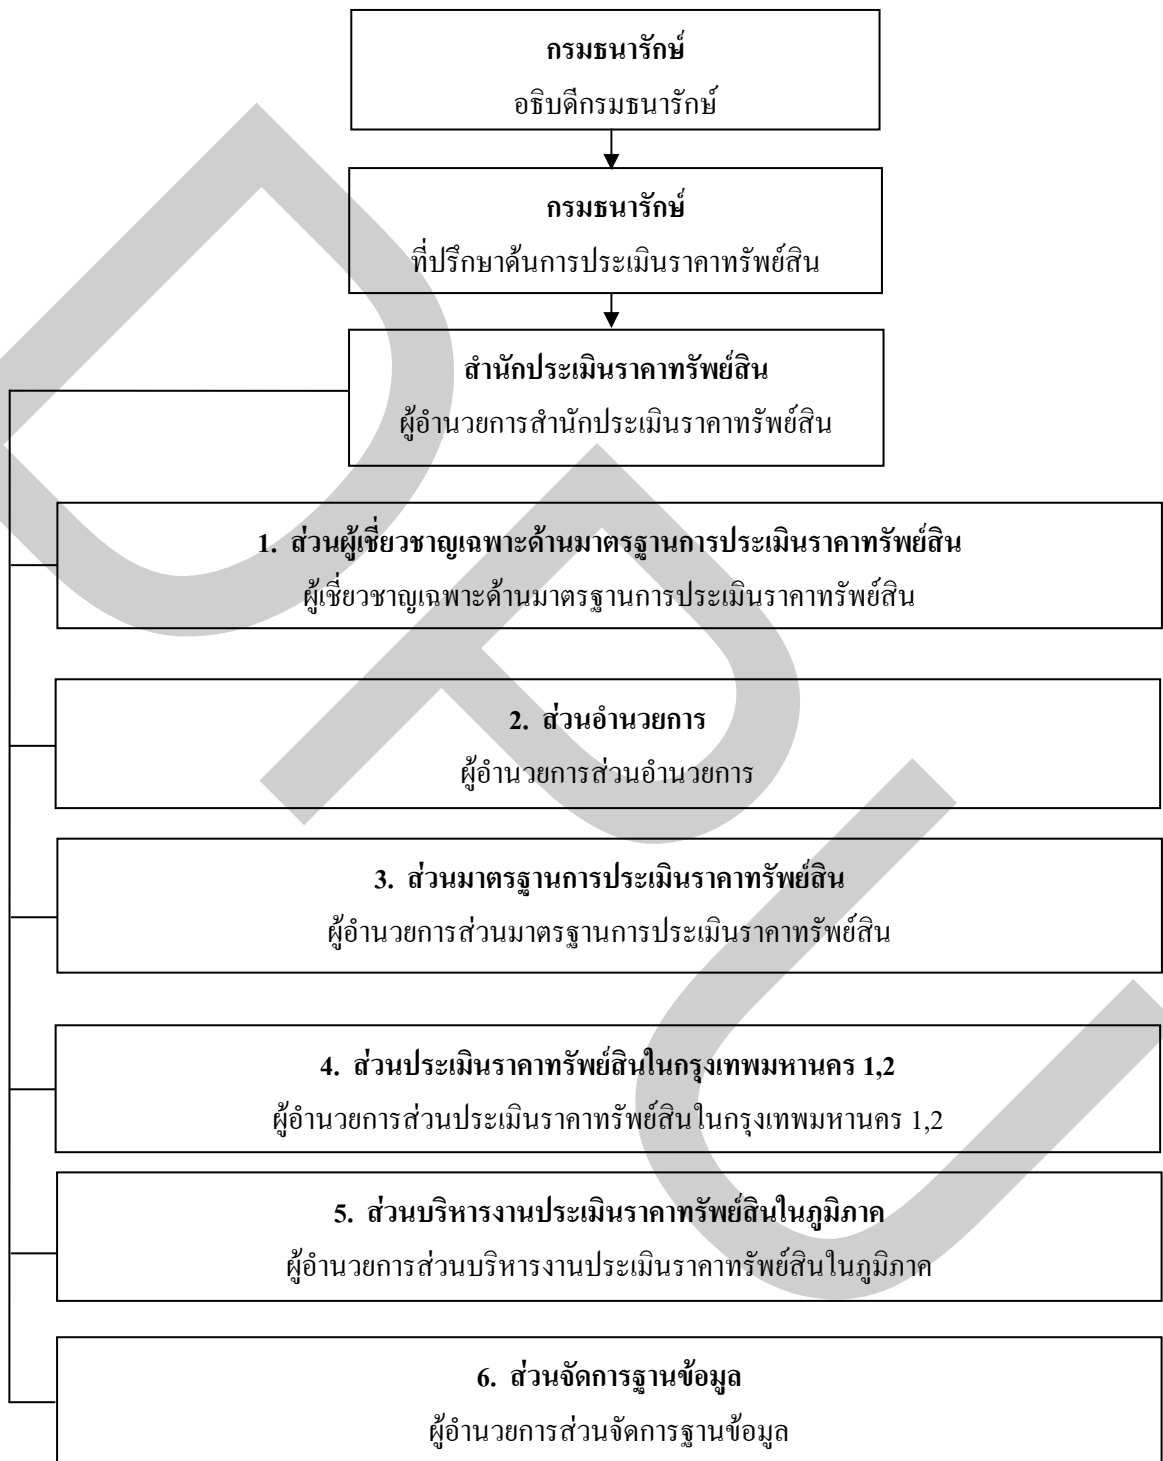 กรมธนารักษ์
อธิบดีกรมธนารักษ์
กรมธนารักษ์
ที่ปรึกษาด้นการประเมินราคาทรัพย์สิน
สำนักประเมินราคาทรัพย์สิน
ผู้อำนวยการสำนักประเมินราคาทรัพย์สิน
1. ส่วนผู้เชี่ยวชาญเฉพาะด้านมาตรฐานการประเมินราคาทรัพย์สิน
ผู้เชี่ยวชาญเฉพาะด้านมาตรฐานการประเมินราคาทรัพย์สิน
2. ส่วนอำนวยการ
ผู้อำนวยการส่วนอำนวยการ
3. ส่วนมาตรฐานการประเมินราคาทรัพย์สิน
ผู้อำนวยการส่วนมาตรฐานการประเมินราคาทรัพย์สิน
4. ส่วนประเมินราคาทรัพย์สินในกรุงเทพมหานคร 1,2
ผู้อำนวยการส่วนประเมินราคาทรัพย์สินในกรุงเทพมหานคร 1,2
5. ส่วนบริหารงานประเมินราคาทรัพย์สินในภูมิภาค
ผู้อำนวยการส่วนบริหารงานประเมินราคาทรัพย์สินในภูมิภาค
6. ส่วนจัดการฐานข้อมูล
ผู้อำนวยการส่วนจัดการฐานข้อมูล
DPU